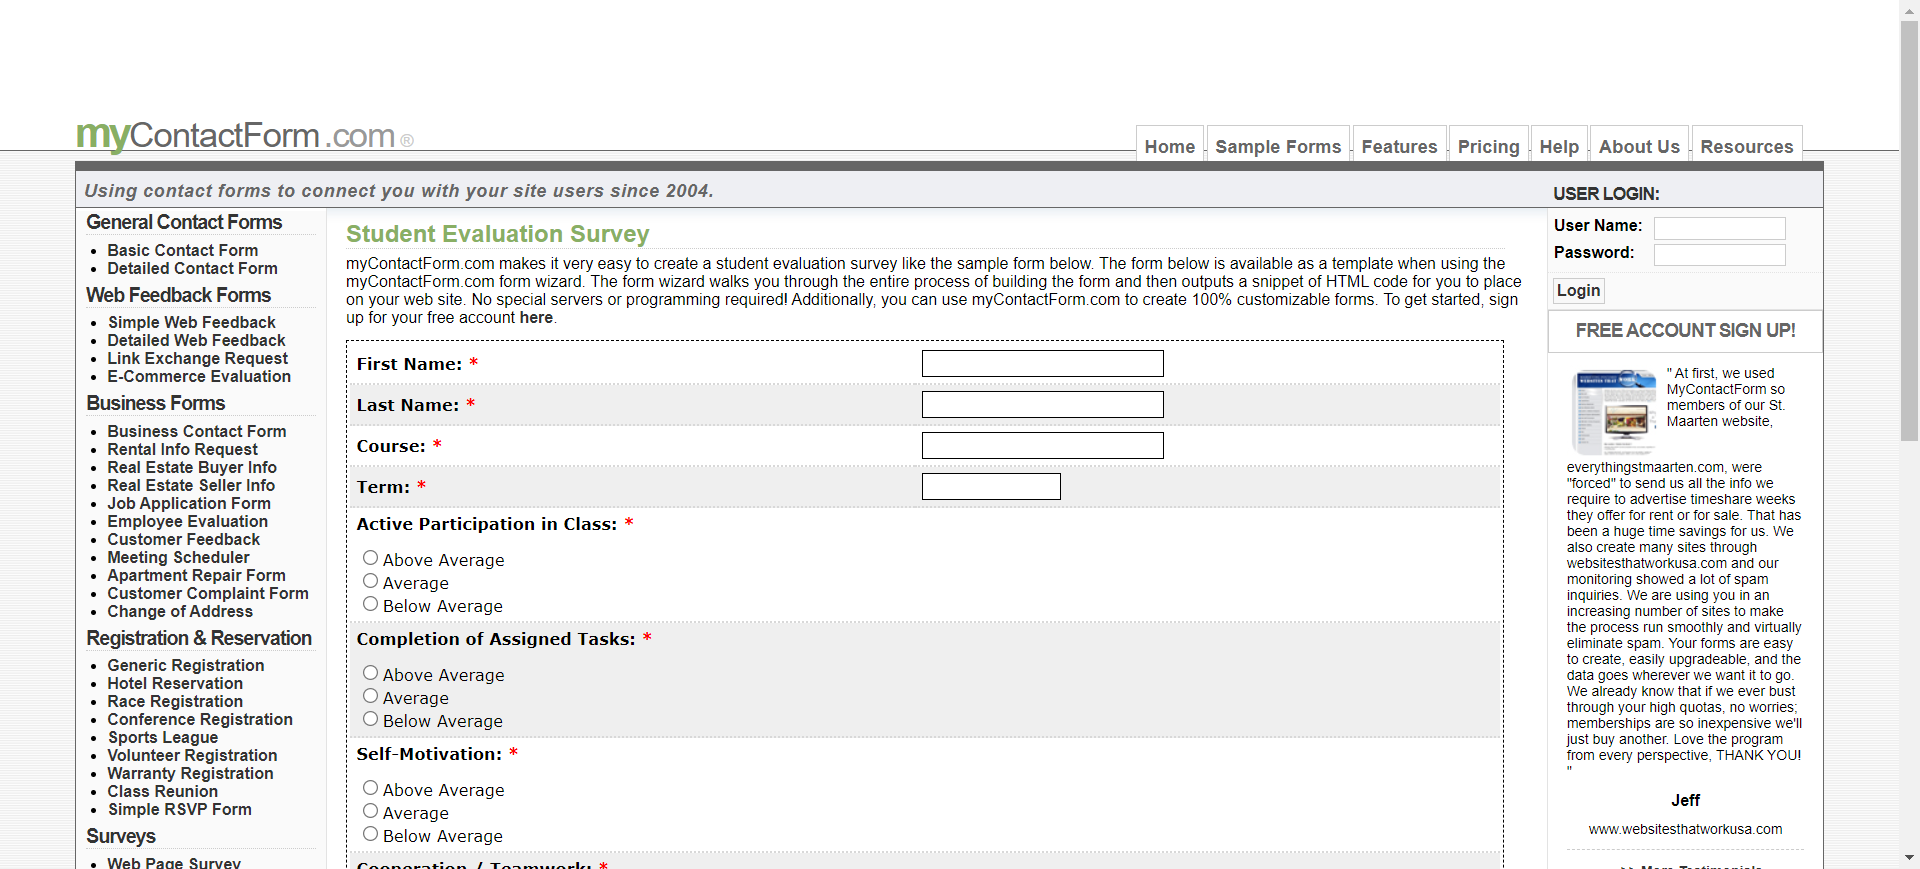 myContactForm.com®
Home
Sample Forms
Features
Pricing
Help
About Us
Resources
Using contact forms to connect you with your site users since 2004.
USER LOGIN:
General Contact Forms
Basic Contact Form
Detailed Contact Form
Web Feedback Forms
Simple Web Feedback
Detailed Web Feedback
Link Exchange Request
E-Commerce Evaluation
Business Forms
Business Contact Form
Rental Info Request
Real Estate Buyer Info
Real Estate Seller Info
Job Application Form
Employee Evaluation
Customer Feedback
Meeting Scheduler
Apartment Repair Form
Customer Complaint Form
Change of Address
Registration & Reservation
Generic Registration
Hotel Reservation
Race Registration
Conference Registration
Sports League
Volunteer Registration
Warranty Registration
Class Reunion
Simple RSVP Form
Surveys
Web Page Survey
Student Evaluation Survey
myContactForm.com makes it very easy to create a student evaluation survey like the sample form below. The form below is available as a template when using the
myContactForm.com form wizard. The form wizard walks you through the entire process of building the form and then outputs a snippet of HTML code for you to place
on your web site. No special servers or programming required! Additionally, you can use myContactForm.com to create 100% customizable forms. To get started, sign
up for your free account here.
First Name: *
Last Name: *
Course: *
Term: *
Active Participation in Class: *
Above Average
Average
Below Average
Completion of Assigned Tasks: *
Above Average
Average
Below Average
Self-Motivation: *
Above Average
Average
Below Average
Cooperation / Teamwork: *
User Name:
Password:
Login
FREE ACCOUNT SIGN UP!
" At first, we used
MyContactForm so
members of our St.
Maarten website,
everythingstmaarten.com, were
"forced" to send us all the info we
require to advertise timeshare weeks
they offer for rent or for sale. That has
been a huge time savings for us. We
also create many sites through
websitesthatworkusa.com and our
monitoring showed a lot of spam
inquiries. We are using you in an
increasing number of sites to make
the process run smoothly and virtually
eliminate spam. Your forms are easy
to create, easily upgradeable, and the
data goes wherever we want it to go.
We already know that if we ever bust
through your high quotas, no worries;
memberships are so inexpensive we'll
just buy another. Love the program
from every perspective, THANK YOU!
"
Jeff
www.websitesthatworkusa.com
>> More Testimonials